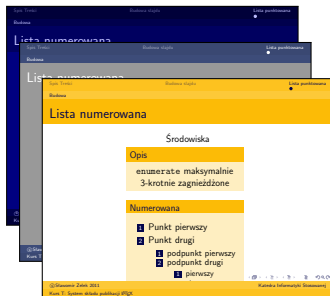 Spis Treści Budowa slajdu Lista punktowana
Budowa
Lista numerowana
Spis Treści Budowa slajdu Lista punktowana
Budowa
Lista numerowana
Spis Treści Budowa slajdu Lista punktowana
Budowa
Lista numerowana
Środowiska
Opis
enumerate maksymalnie
3-krotnie zagnieżdżone
Numerowana
1 Punkt pierwszy
2 Punkt drugi
1 podpunkt pierwszy
2 podpunkt drugi
1 pierwszy
©Sławomir Żelek 2011 Katedra Informatyki Stosowanej
Kurs T: System składu publikacji LATEX